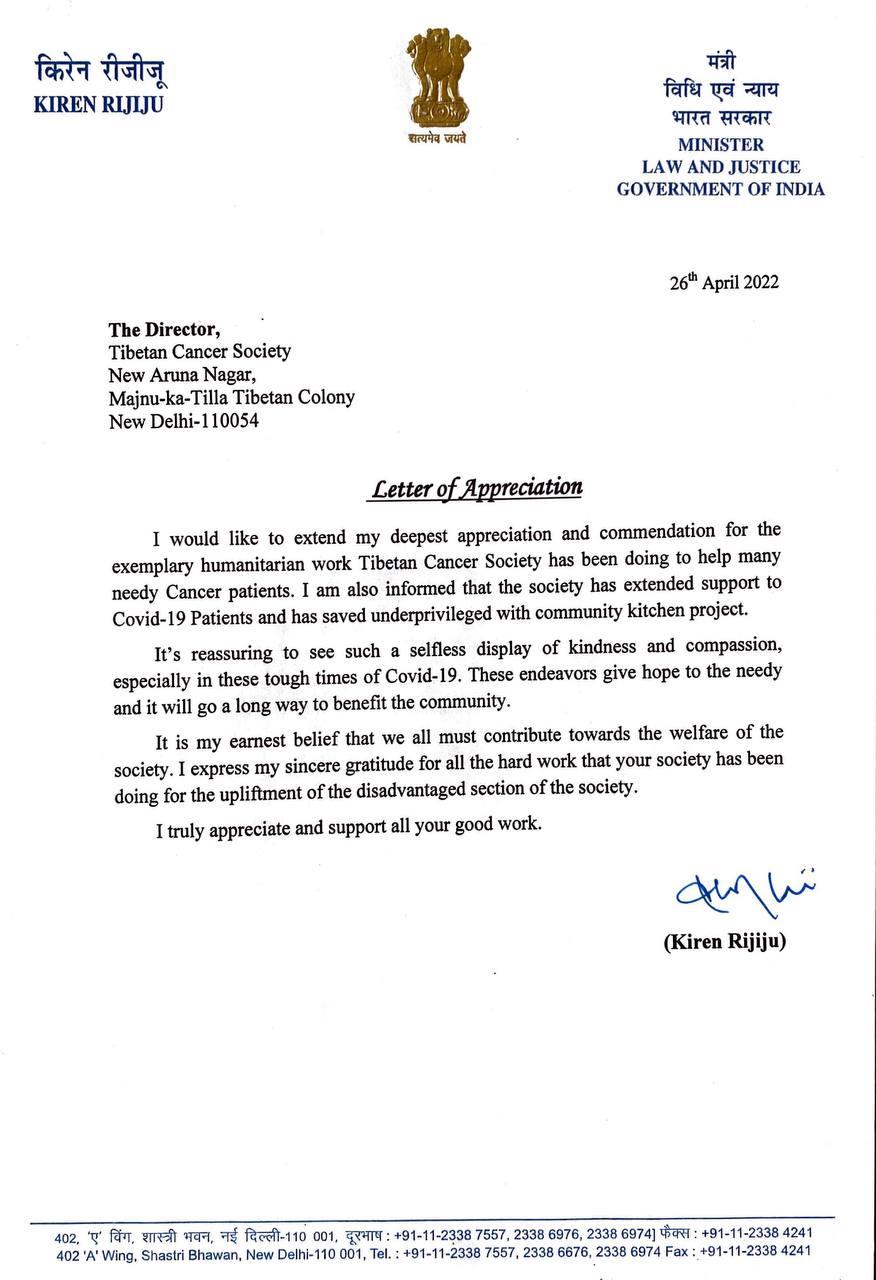 किरेन रीजीजू
KIREN RIJIJU
सत्यमेव जयते
मंत्री
विधि एवं न्याय
भारत सरकार
MINISTER
LAW AND JUSTICE
GOVERNMENT OF INDIA
26th April 2022
The Director,
Tibetan Cancer Society
New Aruna Nagar,
Majnu-ka-Tilla Tibetan Colony
New Delhi-110054
Letter of Appreciation
I would like to extend my deepest appreciation and commendation for the
exemplary humanitarian work Tibetan Cancer Society has been doing to help many
needy Cancer patients. I am also informed that the society has extended support to
Covid-19 Patients and has saved underprivileged with community kitchen project.
It's reassuring to see such a selfless display of kindness and compassion,
especially in these tough times of Covid-19. These endeavors give hope to the needy
and it will go a long way to benefit the community.
It is my earnest belief that we all must contribute towards the welfare of the
society. I express my sincere gratitude for all the hard work that your society has been
doing for the upliftment of the disadvantaged section of the society.
I truly appreciate and support all your good work.
(Kiren Rijiju)
402, 'ए' विंग, शास्त्री भवन, नई दिल्ली-110 001, दूरभाष : +91-11-2338 7557, 2338 6976, 2338 6974] फैक्स : +91-11-2338 4241
402 'A' Wing, Shastri Bhawan, New Delhi-110 001, Tel. : +91-11-2338 7557, 2338 6676, 2338 6974 Fax : +91-11-2338 4241